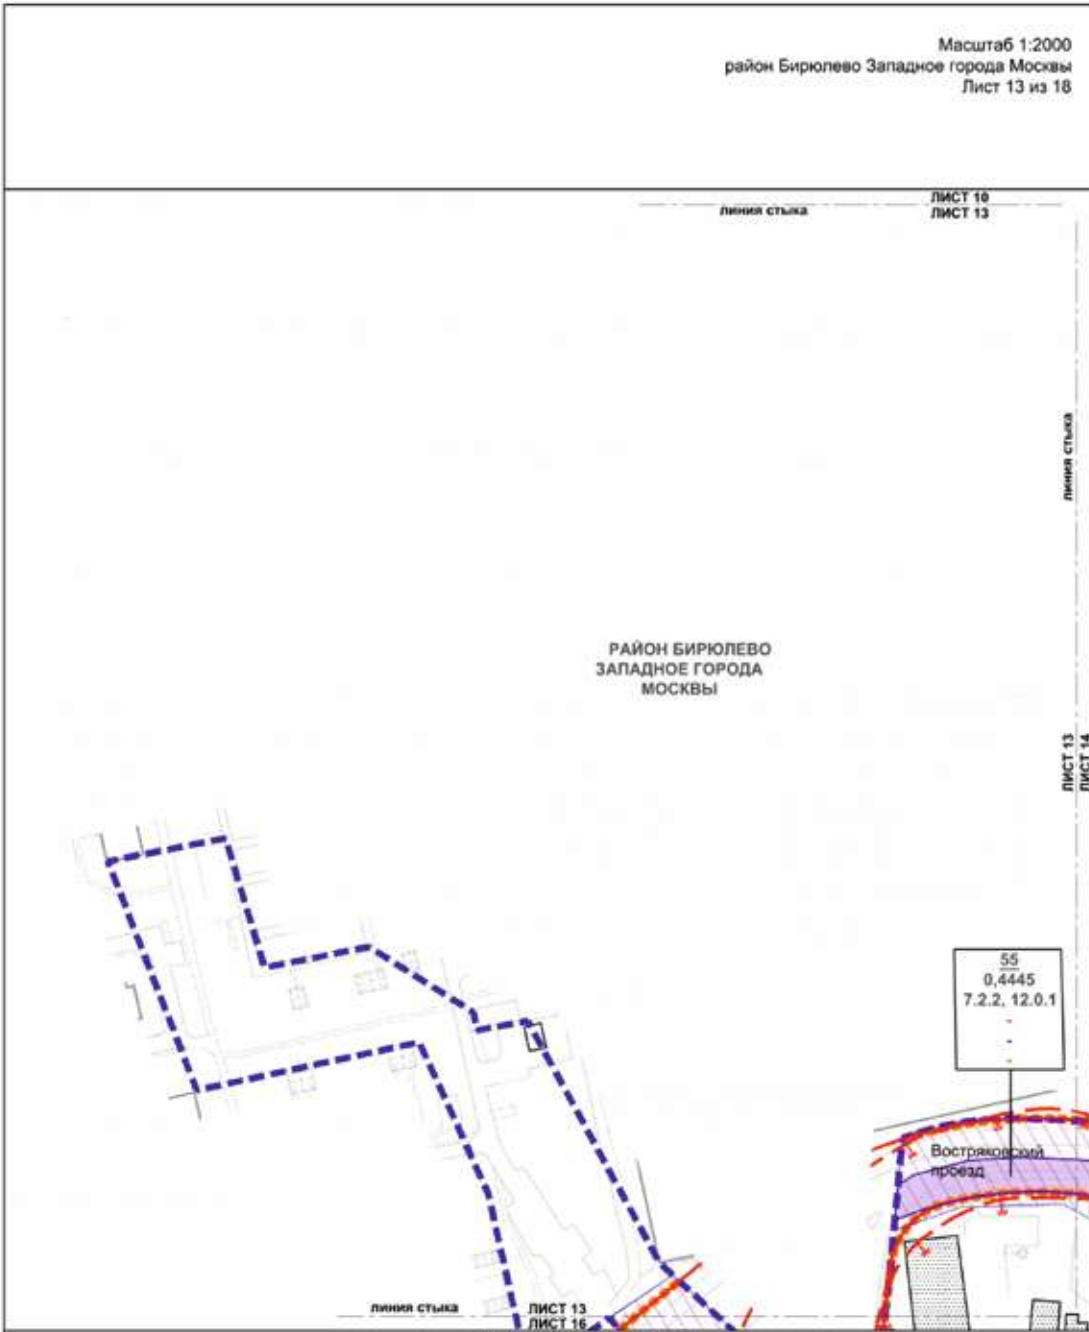 Масштаб 1:2000
район Бирюлево Западное города Москвы
Лист 13 из 18
ЛИСТ 10
линия стыка
ЛИСТ 13
линия стыка
РАЙОН БИРЮЛЕВО
ЗАПАДНОЕ ГОРОДА
МОСКВЫ
ЛИСТ 13
ЛИСТ 14
55
0,4445
7.2.2, 12.0.1
-
-
-
Востряковский
проезд
линия стыка
ЛИСТ 13
ЛИСТ 16